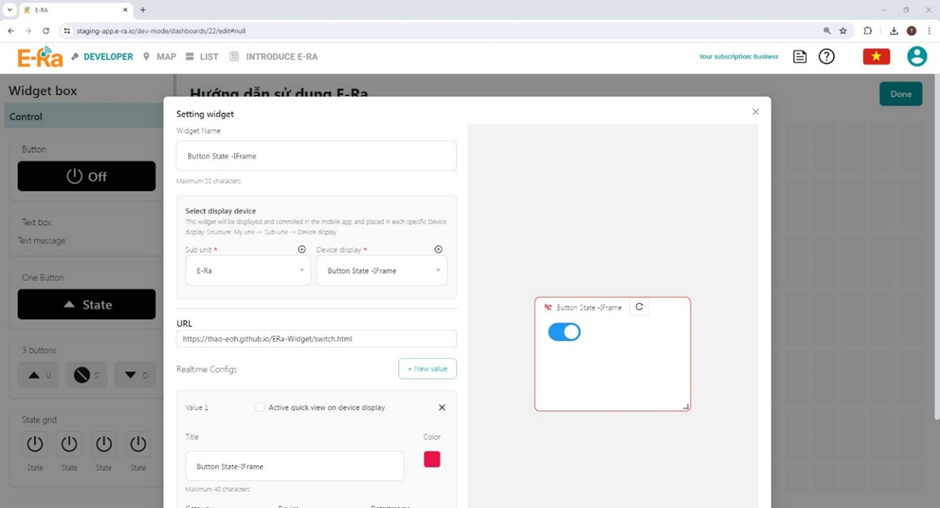 E-RA
staging-app.e-ra.io/dev-mode/dashboards/22/edit#null
T
E-Ra
DEVELOPER
MAP
LIST
INTRODUCE E-RA
Your subscription: Business
Widget box
Hướng dẫn sử dụng E-Ra
Done
Control
Button
Off
Text box
Text message
One Button
State
3 buttons
U
S
D
State grid
State
State
State
State
Setting widget
Widget Name
Button State -IFrame
Maximum 50 characters
Select display device
This widget will be displayed and controlled in the mobile app and placed in each specific Device
display. Structure: My unit -> Sub-unit -> Device display
Sub unit *
Device display *
E-Ra
Button State -IFrame
URL
https://thao-eoh.github.io/ERa-Widget/switch.html
Realtime Configs
+ New value
Value 1
Active quick view on device display
Title
Color
Button State-IFrame
Maximum 40 characters
Button State -IFrame